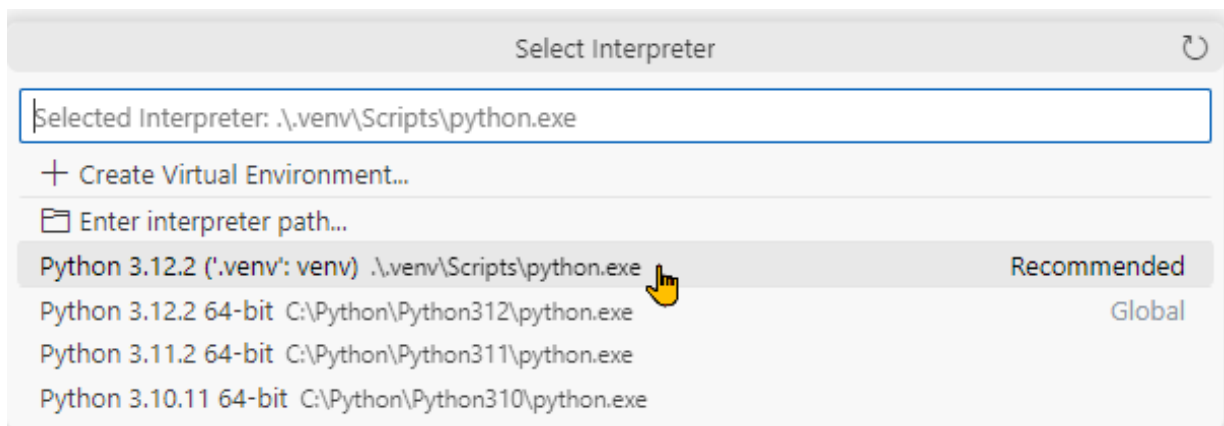 Select Interpreter
Selected Interpreter: .\.venv\Scripts\python.exe
Create Virtual Environment...
Enter interpreter path...
Python 3.12.2 ('.venv': venv) .\.venv\Scripts\python.exe Recommended
Python 3.12.2 64-bit C:\Python\Python312\python.exe Global
Python 3.11.2 64-bit C:\Python\Python311\python.exe
Python 3.10.11 64-bit C:\Python\Python310\python.exe